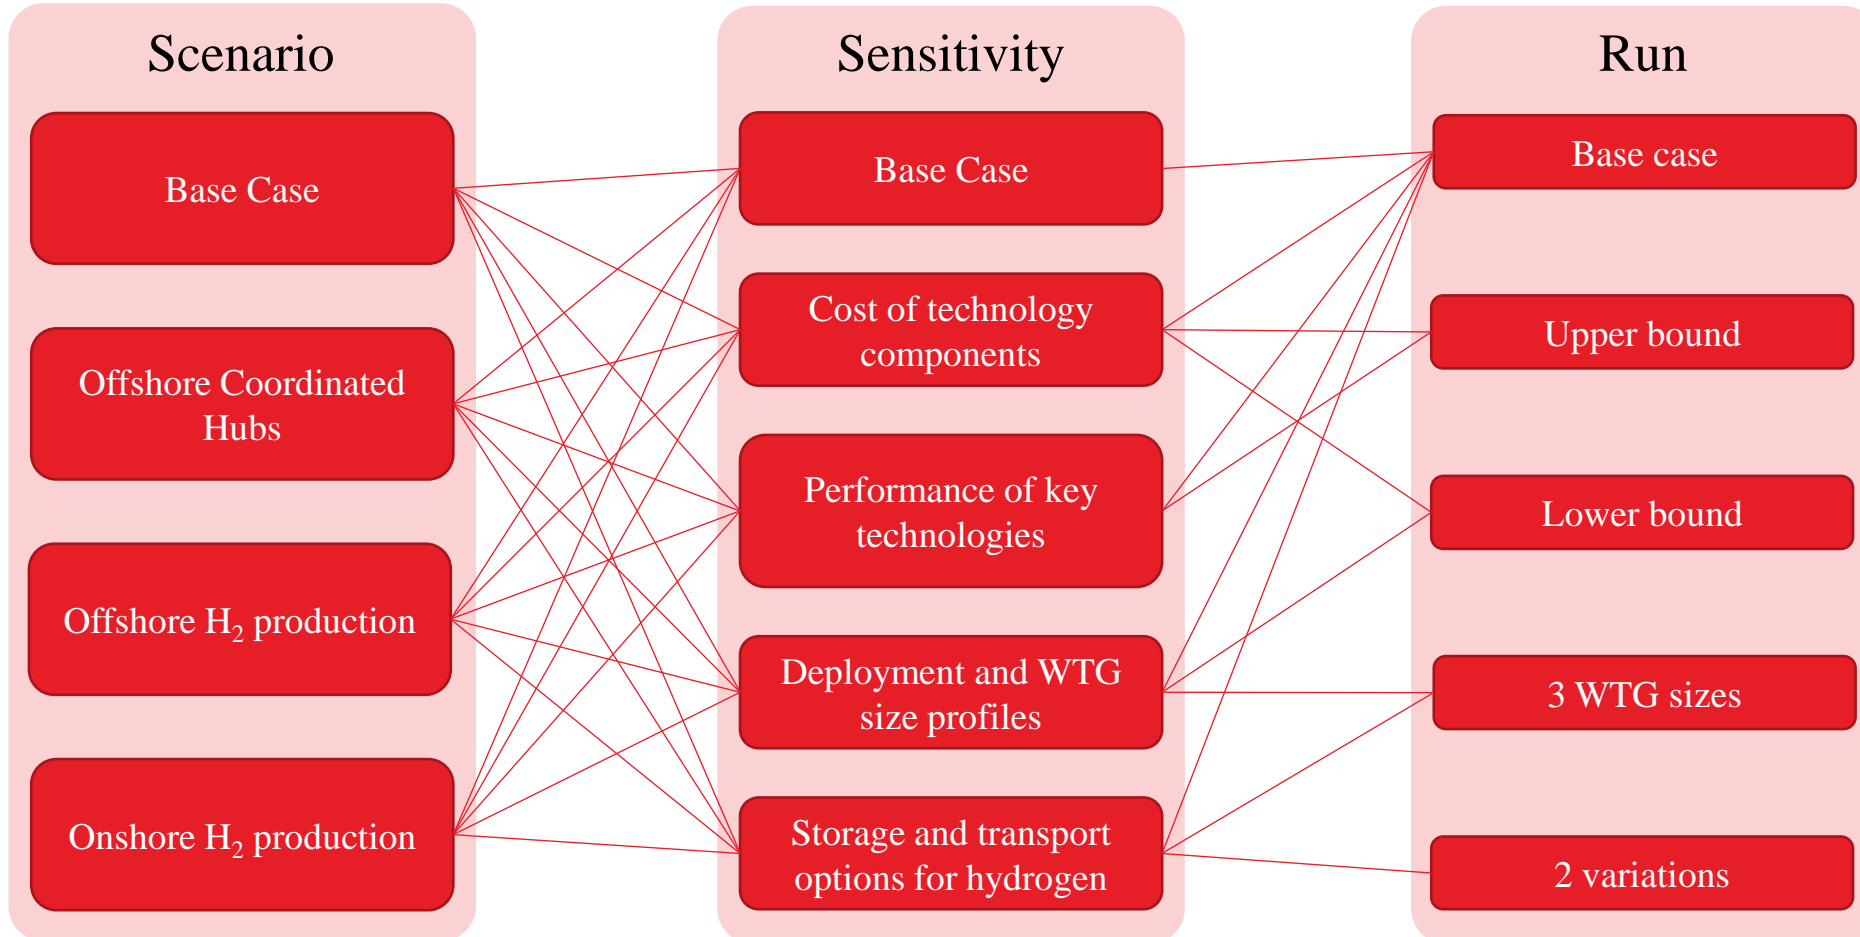 Scenario
Base Case
Offshore Coordinated
Hubs
Offshore H₂ production
Onshore H₂ production
Sensitivity
Base Case
Cost of technology
components
Performance of key
technologies
Deployment and WTG
size profiles
Storage and transport
options for hydrogen
Run
Base case
Upper bound
Lower bound
3 WTG sizes
2 variations